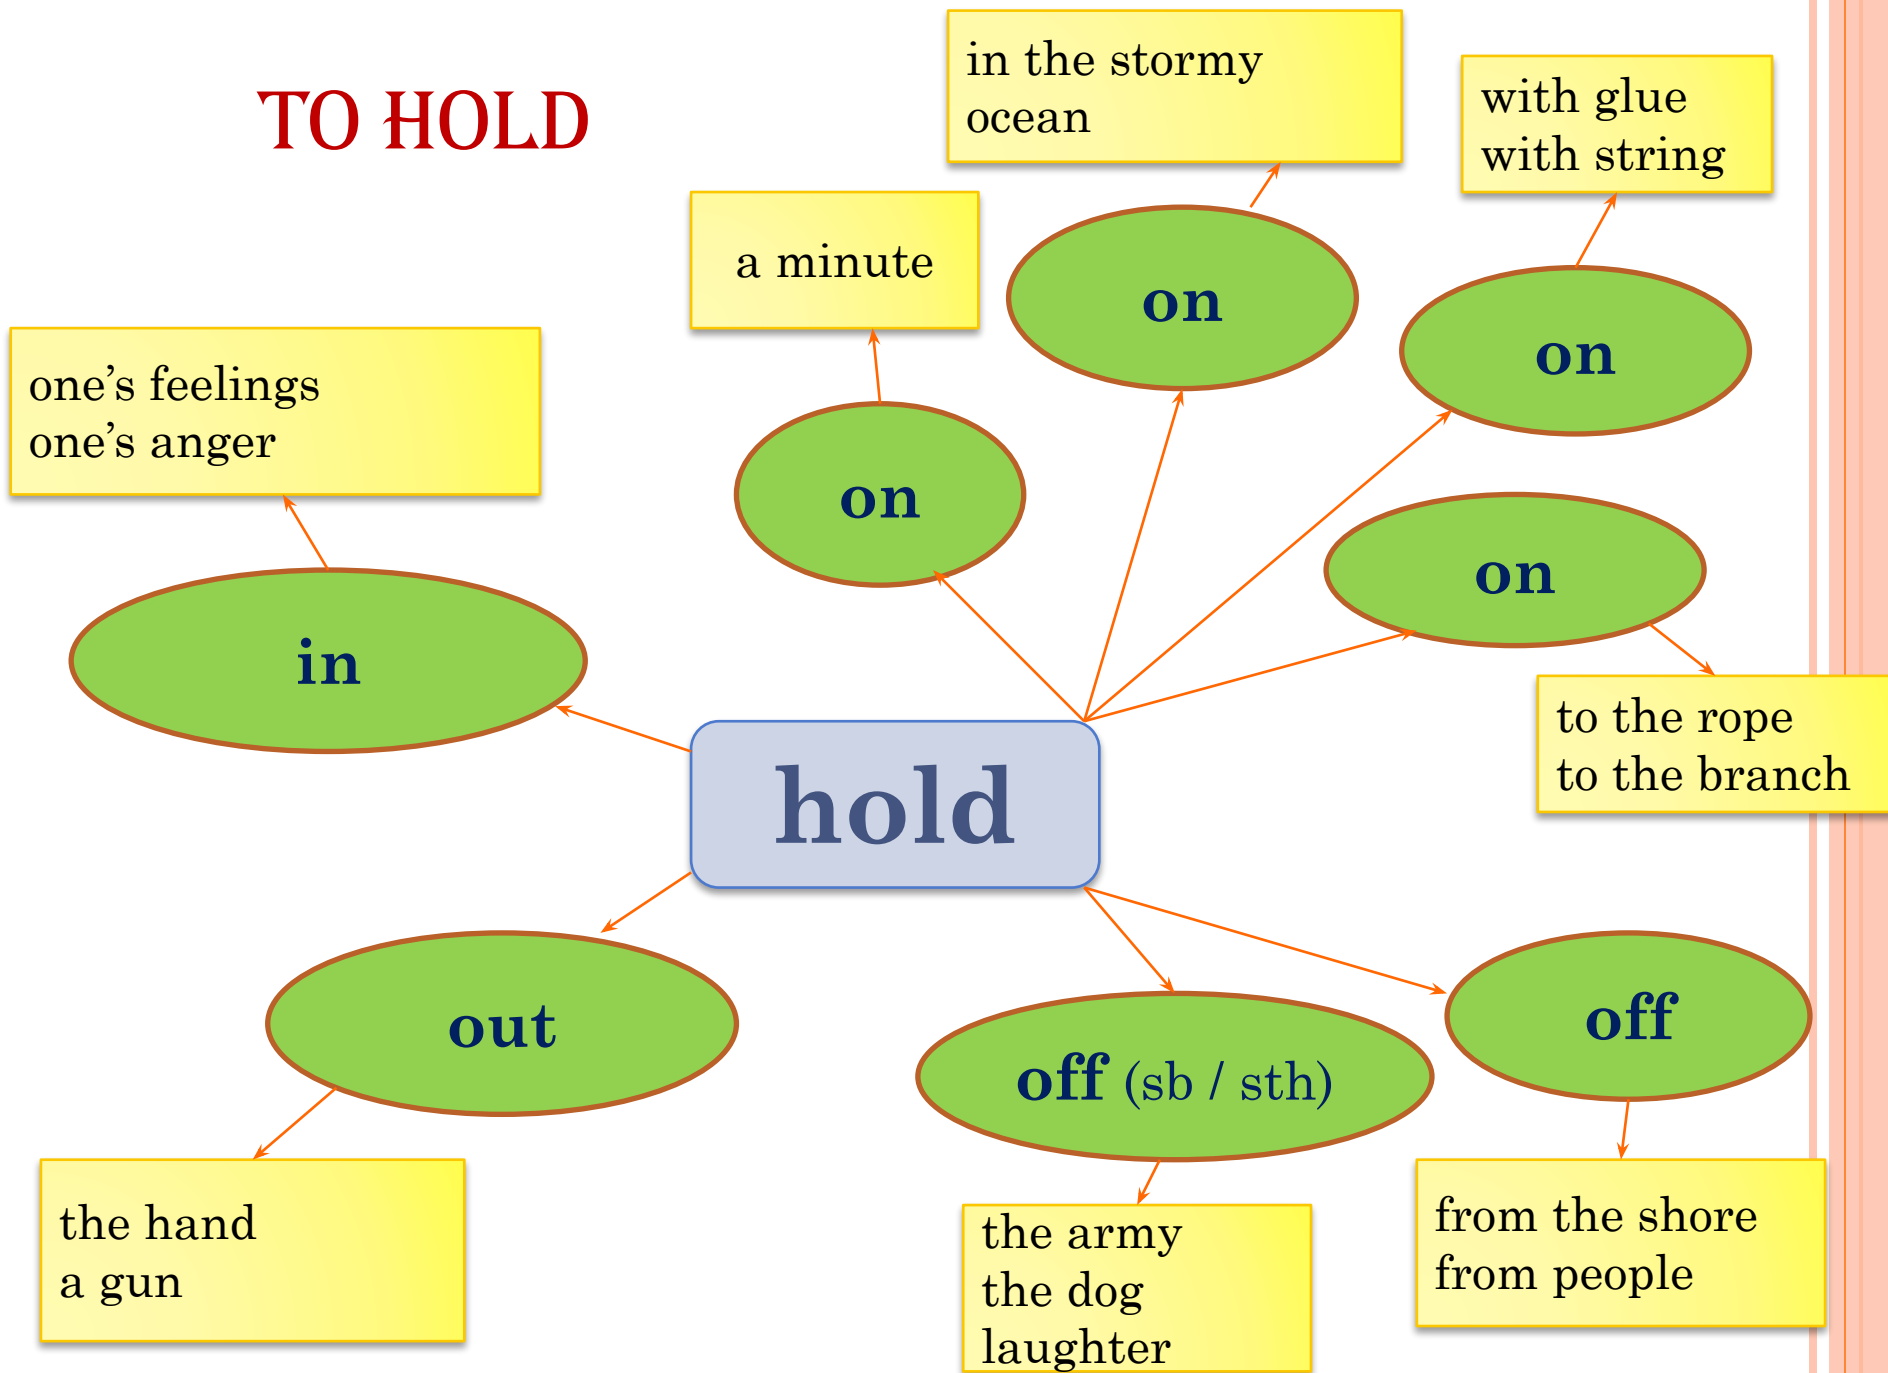 TO HOLD
in the stormy
ocean
with glue
with string
a minute
on
on
one's feelings
one's anger
on
on
in
to the rope
to the branch
hold
out
off (sb / sth)
off
the hand
a gun
the army
the dog
laughter
from the shore
from people